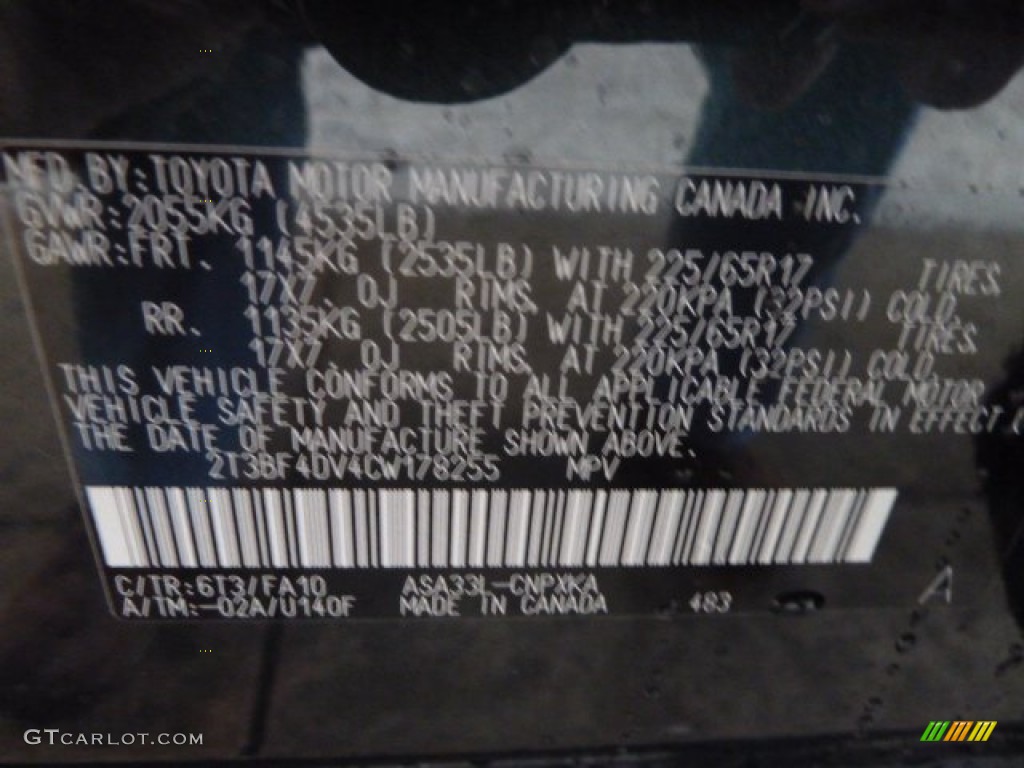 MFD. BY: TOYOTA MOTOR MANUFACTURING CANADA INC.
GVWR: 2055KG (4535LB)
GAWR: FRT. 1145KG (2535LB) WITH 225/65R17 TIRES,
17X7.0J RIMS, AT 220KPA (32PSI) COLD.
RR. 1135KG (2505LB) WITH 225/65R17 TIRES,
17X7.0J RIMS, AT 220KPA (32PSI) COLD.
THIS VEHICLE CONFORMS TO ALL APPLICABLE FEDERAL MOTOR
VEHICLE SAFETY AND THEFT PREVENTION STANDARDS IN EFFECT
THE DATE OF MANUFACTURE SHOWN ABOVE.
2T3BF4DV4CW178255 MPV
C/TR: 6T3/FA10 ASA33L-CNPXKA
A/TM: -02A/U140F MADE IN CANADA 483
A
GTCARLOT.COM